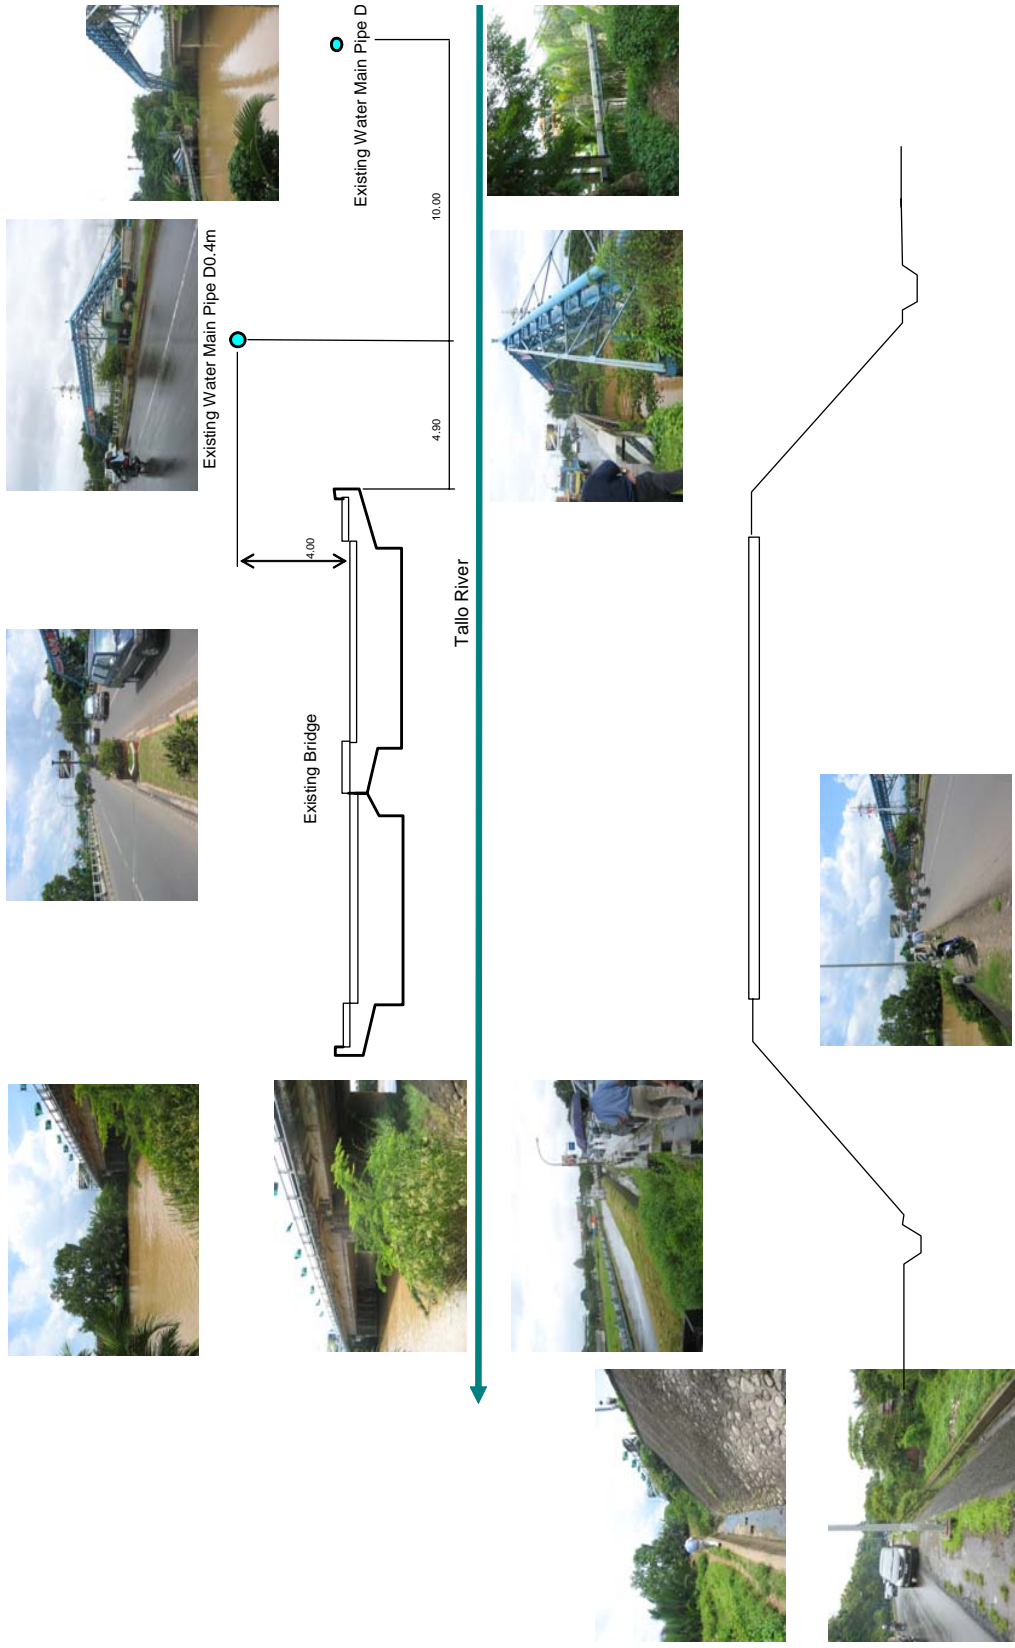 Existing Water Main Pipe D
Existing Water Main Pipe D0.4m
10.00
4.90
4.00
Tallo River
Existing Bridge